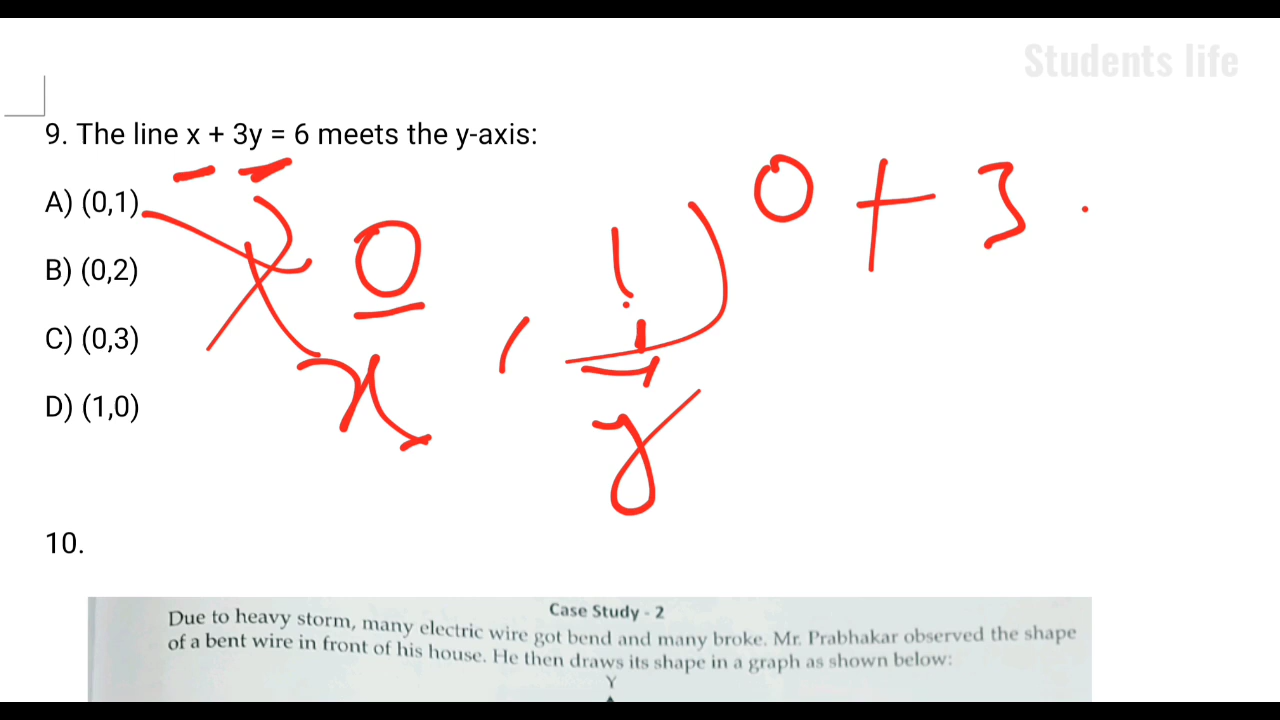 Students life
9. The line x + 3y = 6 meets the y-axis:
A) (0,1)
B) (0,2)
C) (0,3)
D) (1,0)
0 + 3 .
0 , 1
x y
10.
Case Study - 2
Due to heavy storm, many electric wire got bend and many broke. Mr. Prabhakar observed the shape
of a bent wire in front of his house. He then draws its shape in a graph as shown below:
Y